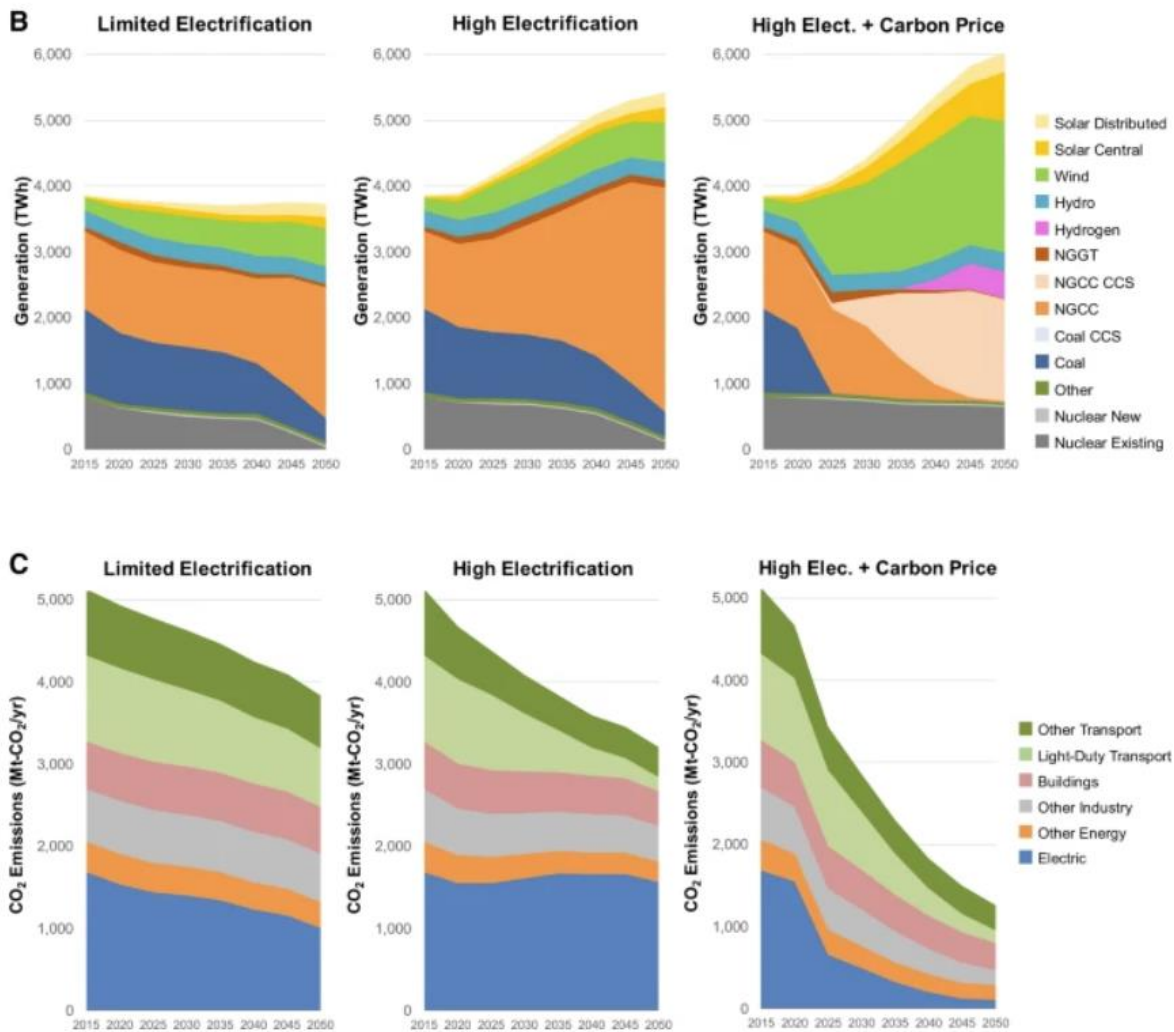 B
Limited Electrification
High Electrification
High Elect. + Carbon Price
Generation (TWh)
6,000
5,000
4,000
3,000
2,000
1,000
0
2015 2020 2025 2030 2035 2040 2045 2050
Generation (TWh)
6,000
5,000
4,000
3,000
2,000
1,000
0
2015 2020 2025 2030 2035 2040 2045 2050
Generation (TWh)
6,000
5,000
4,000
3,000
2,000
1,000
0
2015 2020 2025 2030 2035 2040 2045 2050
Solar Distributed
Solar Central
Wind
Hydro
Hydrogen
NGGT
NGCC CCS
NGCC
Coal CCS
Coal
Other
Nuclear New
Nuclear Existing
C
Limited Electrification
High Electrification
High Elec. + Carbon Price
CO₂ Emissions (Mt-CO₂/yr)
5,000
4,000
3,000
2,000
1,000
0
2015 2020 2025 2030 2035 2040 2045 2050
CO₂ Emissions (Mt-CO₂/yr)
5,000
4,000
3,000
2,000
1,000
0
2015 2020 2025 2030 2035 2040 2045 2050
CO₂ Emissions (Mt-CO₂/yr)
5,000
4,000
3,000
2,000
1,000
0
2015 2020 2025 2030 2035 2040 2045 2050
Other Transport
Light-Duty Transport
Buildings
Other Industry
Other Energy
Electric